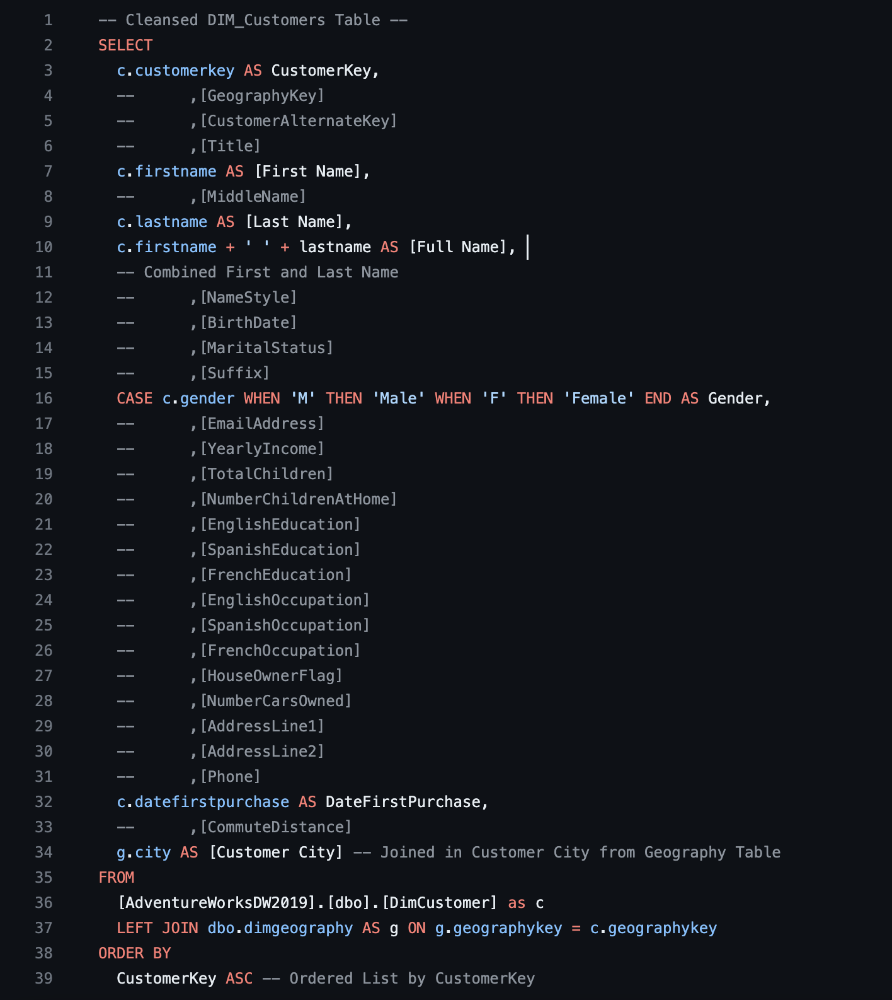 1 -- Cleansed DIM_Customers Table --
2 SELECT
3 c.customerkey AS CustomerKey,
4 -- ,[GeographyKey]
5 -- ,[CustomerAlternateKey]
6 -- ,[Title]
7 c.firstname AS [First Name],
8 -- ,[MiddleName]
9 c.lastname AS [Last Name],
10 c.firstname + ' ' + lastname AS [Full Name],
11 -- Combined First and Last Name
12 -- ,[NameStyle]
13 -- ,[BirthDate]
14 -- ,[MaritalStatus]
15 -- ,[Suffix]
16 CASE c.gender WHEN 'M' THEN 'Male' WHEN 'F' THEN 'Female' END AS Gender,
17 -- ,[EmailAddress]
18 -- ,[YearlyIncome]
19 -- ,[TotalChildren]
20 -- ,[NumberChildrenAtHome]
21 -- ,[EnglishEducation]
22 -- ,[SpanishEducation]
23 -- ,[FrenchEducation]
24 -- ,[EnglishOccupation]
25 -- ,[SpanishOccupation]
26 -- ,[FrenchOccupation]
27 -- ,[HouseOwnerFlag]
28 -- ,[NumberCarsOwned]
29 -- ,[AddressLine1]
30 -- ,[AddressLine2]
31 -- ,[Phone]
32 c.datefirstpurchase AS DateFirstPurchase,
33 -- ,[CommuteDistance]
34 g.city AS [Customer City] -- Joined in Customer City from Geography Table
35 FROM
36 [AdventureWorksDW2019].[dbo].[DimCustomer] as c
37 LEFT JOIN dbo.dimgeography AS g ON g.geographykey = c.geographykey
38 ORDER BY
39 CustomerKey ASC -- Ordered List by CustomerKey